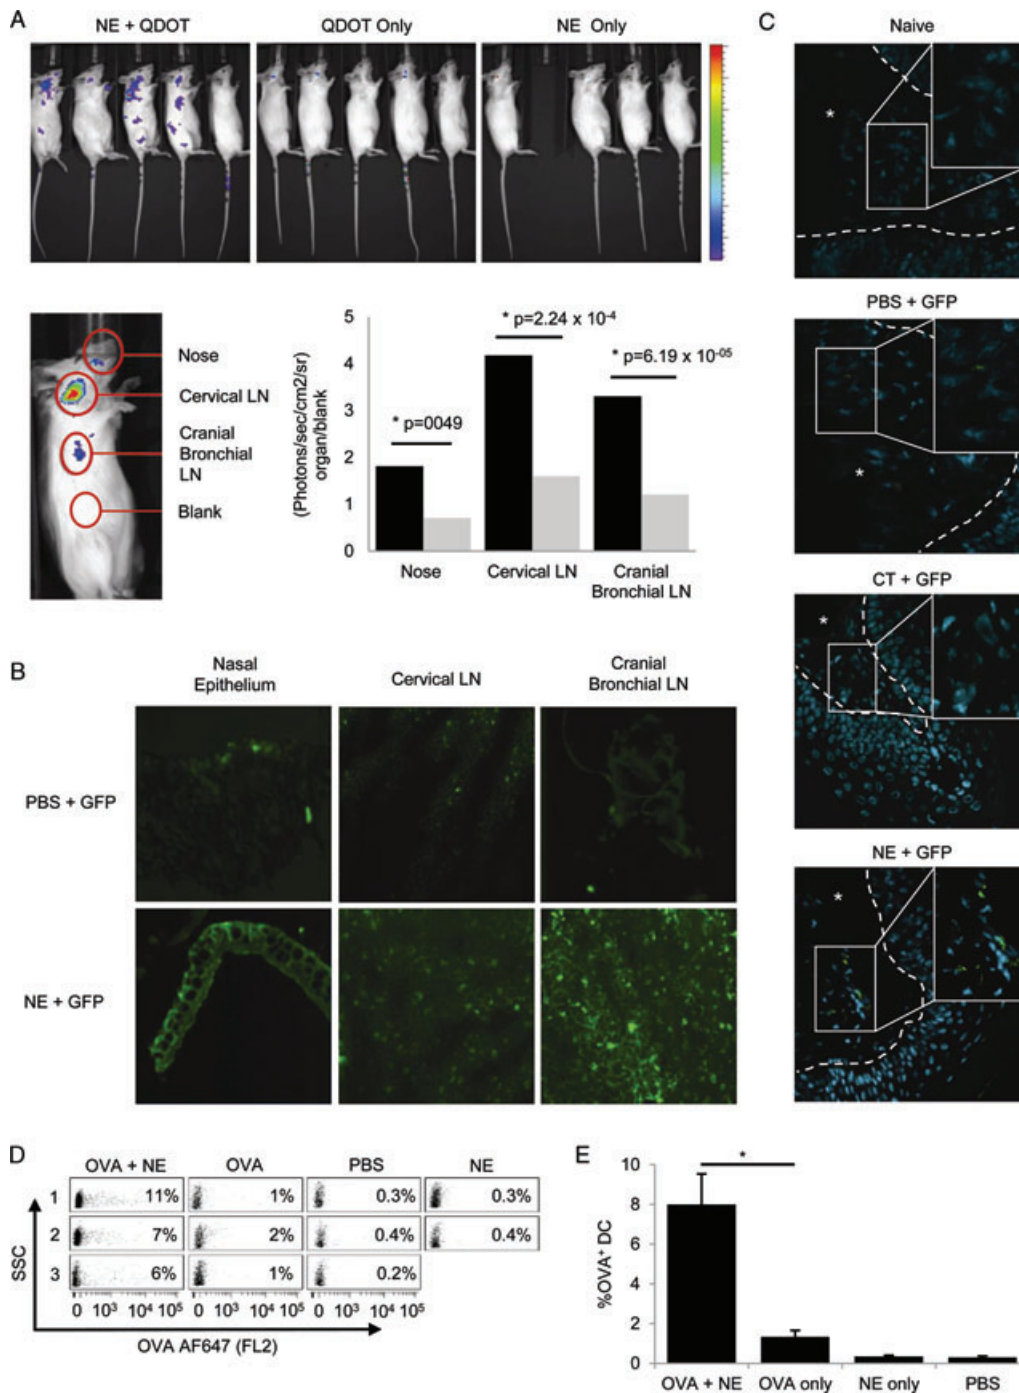 A
NE + QDOT
QDOT Only
NE Only
Nose
Cervical LN
Cranial
Bronchial
LN
Blank
(Photons/sec/cm2/sr)
organ/blank
5
4
3
2
1
0
* p=0049
* p=2.24 x 10-4
* p=6.19 x 10-05
Nose
Cervical LN
Cranial
Bronchial LN
B
Nasal
Epithelium
Cervical LN
Cranial
Bronchial LN
PBS + GFP
NE + GFP
C
Naive
*
PBS + GFP
*
CT + GFP
*
NE + GFP
*
D
OVA + NE
OVA
PBS
NE
1
11%
1%
0.3%
0.3%
2
7%
2%
0.4%
0.4%
3
6%
1%
0.2%
SSC
0 10³ 10⁴ 10⁵
0 10³ 10⁴ 10⁵
0 10³ 10⁴ 10⁵
OVA AF647 (FL2)
E
%OVA⁺ DC
10
8
6
4
2
0
*
OVA + NE
OVA only
NE only
PBS